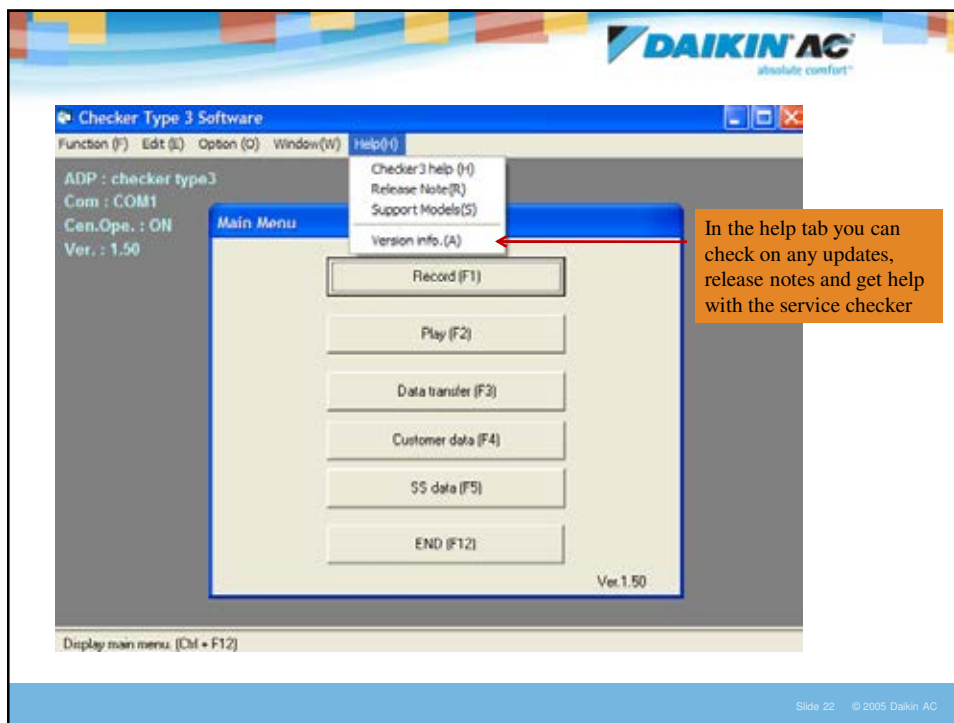 DAIKIN AC
absolute comfort
Checker Type 3 Software
Function (F) Edit (E) Option (O) Window(W) Help(H)
Checker3 help (H)
Release Note(R)
Support Models(S)
Version info.(A)
ADP : checker type3
Com : COM1
Cen.Ope. : ON
Ver. : 1.50
Main Menu
Record (F1)
Play (F2)
Data transfer (F3)
Customer data (F4)
SS data (F5)
END (F12)
Ver.1.50
In the help tab you can
check on any updates,
release notes and get help
with the service checker
Display main menu. (Ctrl + F12)
Slide 22 © 2005 Daikin AC